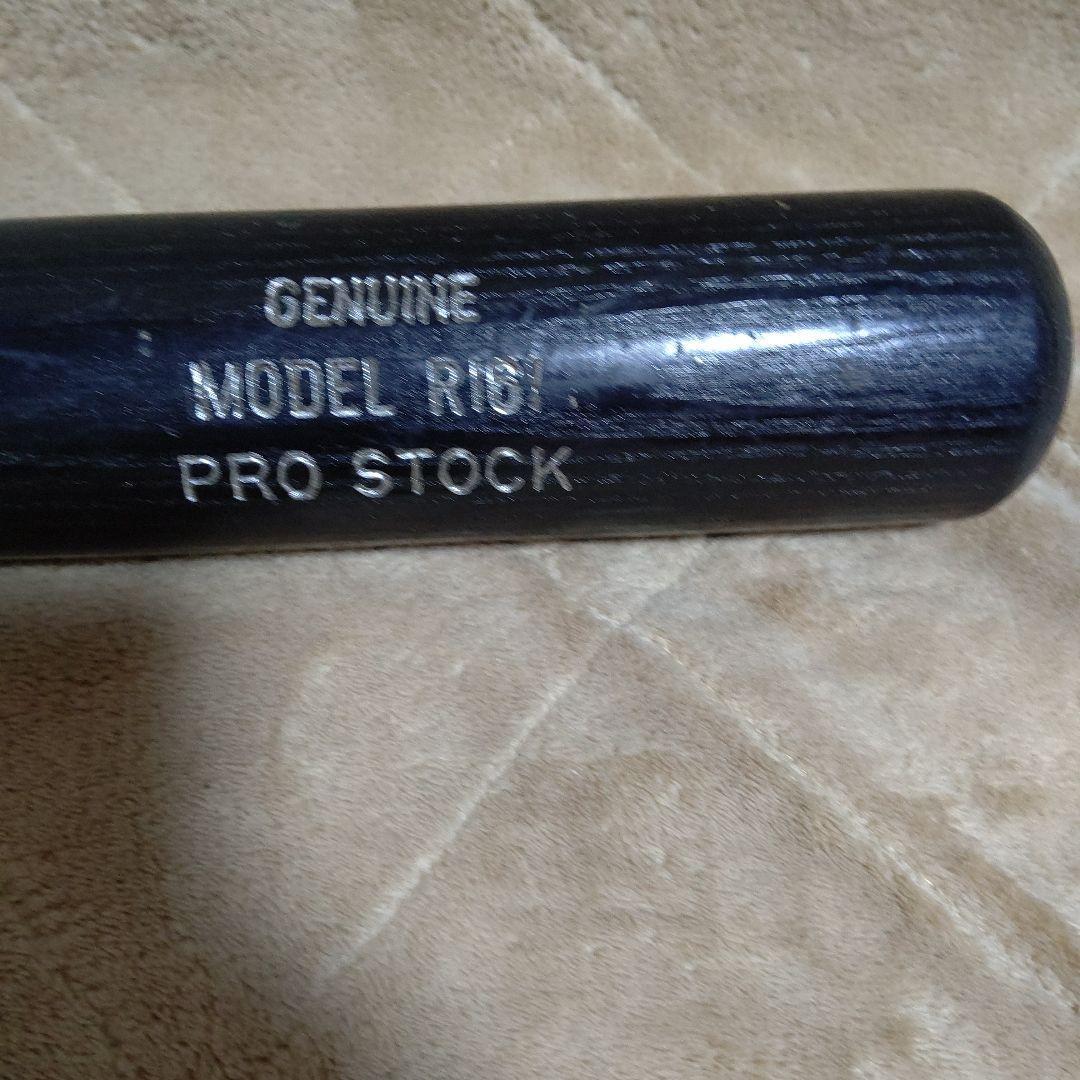 GENUINE
MODEL R161
PRO STOCK